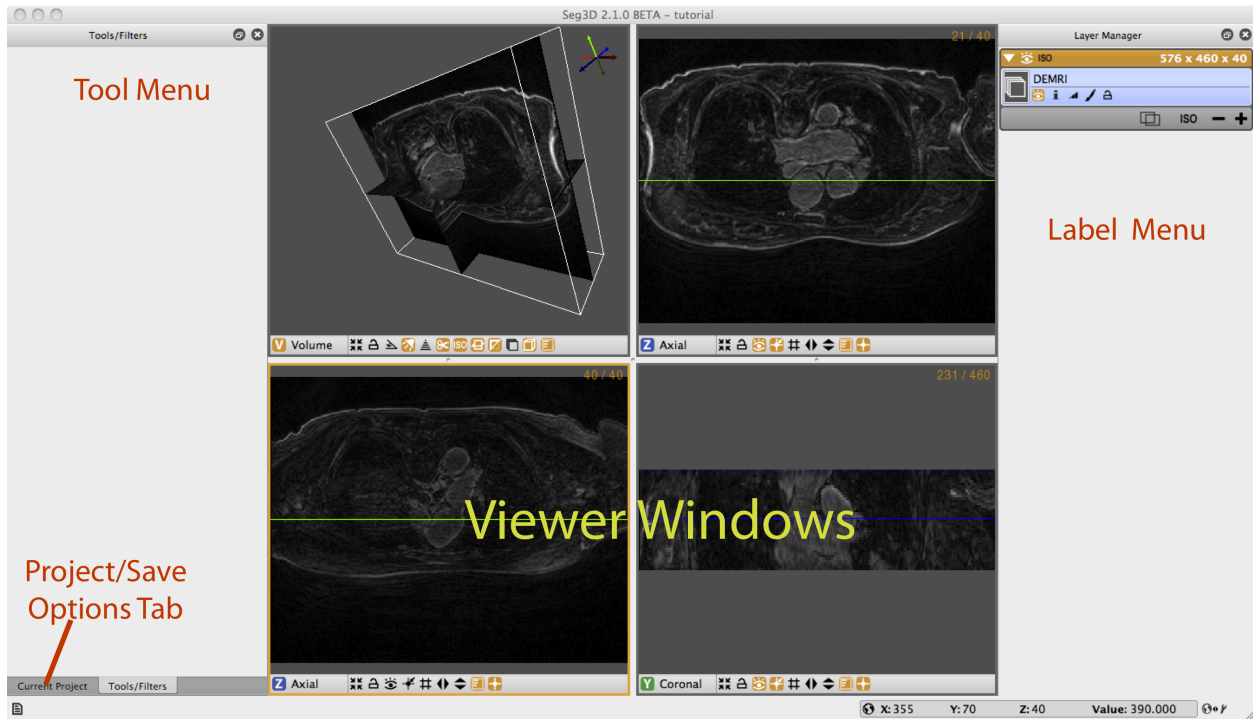 Seg3D 2.1.0 BETA - tutorial
Tools/Filters
Layer Manager
21 / 40
ISO 576 x 460 x 40
DEMRI
ISO
Tool Menu
Label Menu
V Volume ISO
Z Axial
40 / 40
231 / 460
Viewer Windows
Project/Save
Options Tab
Current Project Tools/Filters
Z Axial
Y Coronal
X: 355 Y: 70 Z: 40 Value: 390.000